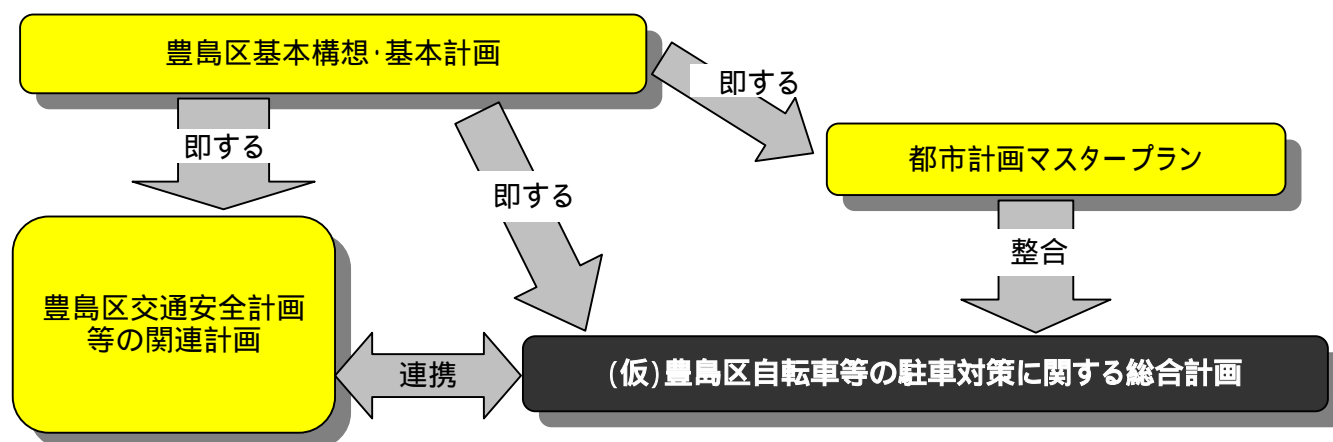 豊島区基本構想・基本計画
即する
即する
即する
都市計画マスタープラン
整合
豊島区交通安全計画
等の関連計画
連携
(仮)豊島区自転車等の駐車対策に関する総合計画